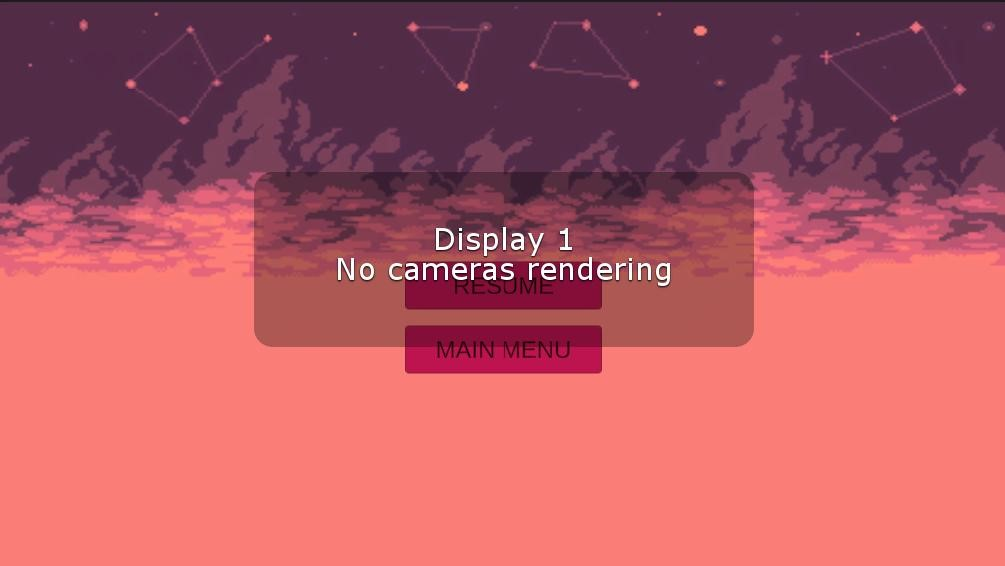 Display 1
No cameras rendering
RESUME
MAIN MENU